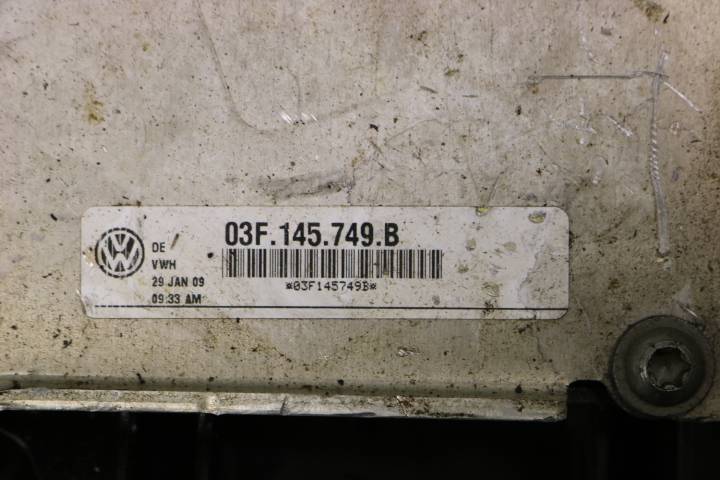 03F.145.749.B
DE
VWH
29 JAN 09
*03F145749B*
09:33 AM